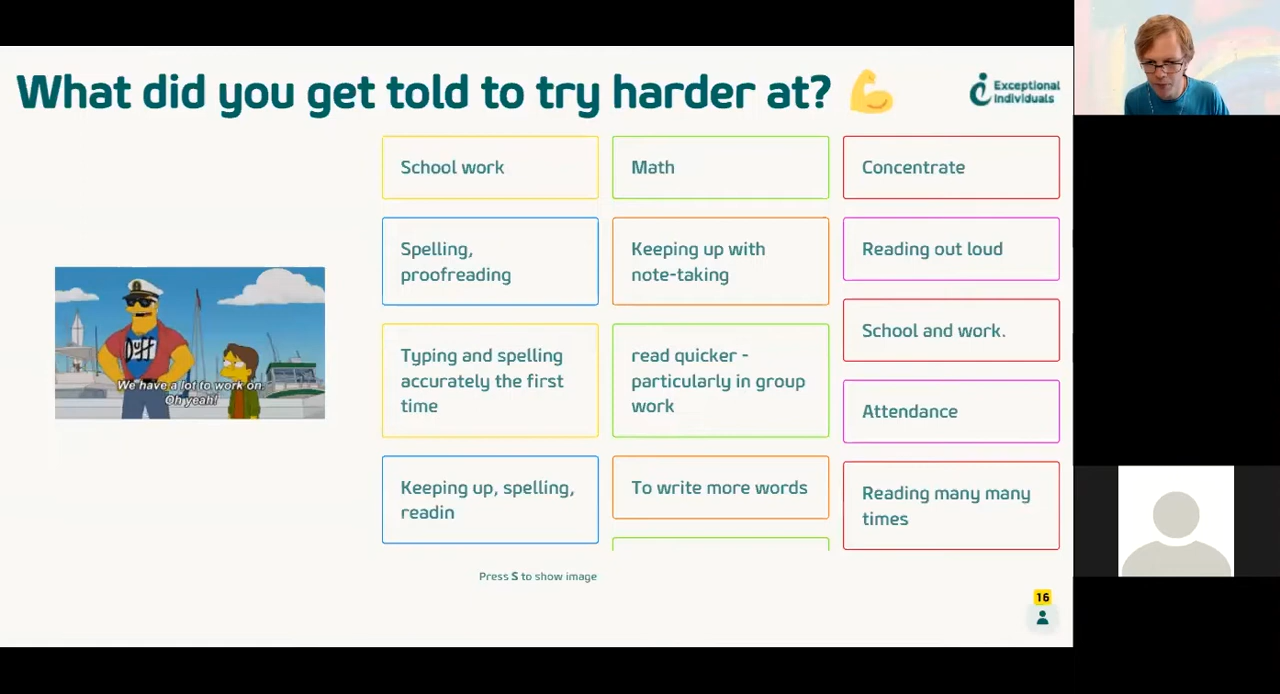 What did you get told to try harder at?
Exceptional
Individuals
School work
Math
Concentrate
Spelling,
proofreading
Keeping up with
note-taking
Reading out loud
School and work.
Typing and spelling
accurately the first
time
read quicker -
particularly in group
work
Attendance
Keeping up, spelling,
readin
To write more words
Reading many many
times
Duff
We have a lot to work on.
Oh yeah!
Press S to show image
16